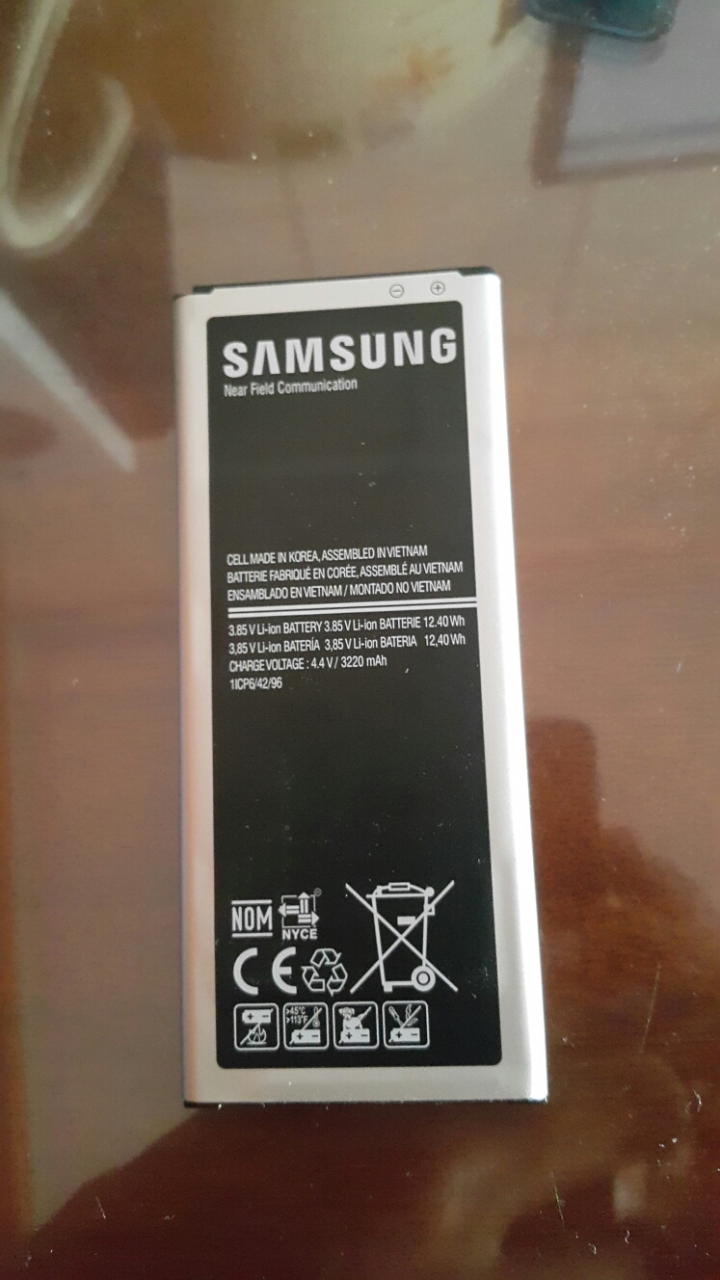 ⊖ ⊕
SAMSUNG
Near Field Communication
CELL MADE IN KOREA, ASSEMBLED IN VIETNAM
BATTERIE FABRIQUÉ EN CORÉE, ASSEMBLÉ AU VIETNAM
ENSAMBLADO EN VIETNAM / MONTADO NO VIETNAM
3.85 V Li-ion BATTERY 3.85 V Li-ion BATTERIE 12.40 Wh
3,85 V Li-ion BATERÍA 3,85 V Li-ion BATERIA 12,40 Wh
CHARGE VOLTAGE : 4.4 V / 3220 mAh
1ICP6/42/96
NOM
NYCE
CE
>45°C
>113°F